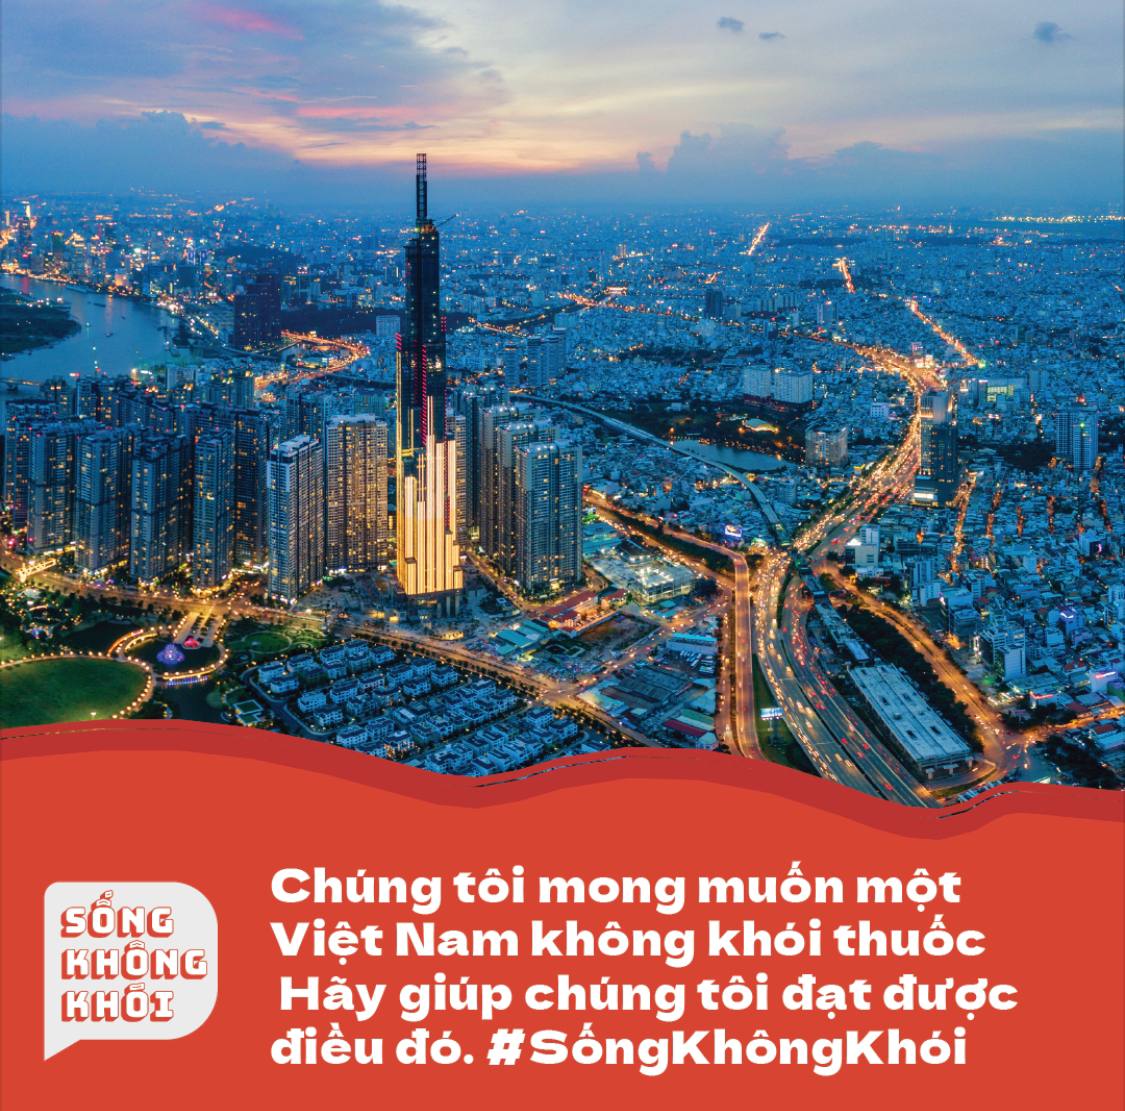 SỐNG
KHÔNG
KHÓI
Chúng tôi mong muốn một
Việt Nam không khói thuốc
Hãy giúp chúng tôi đạt được
điều đó. #SốngKhôngKhói